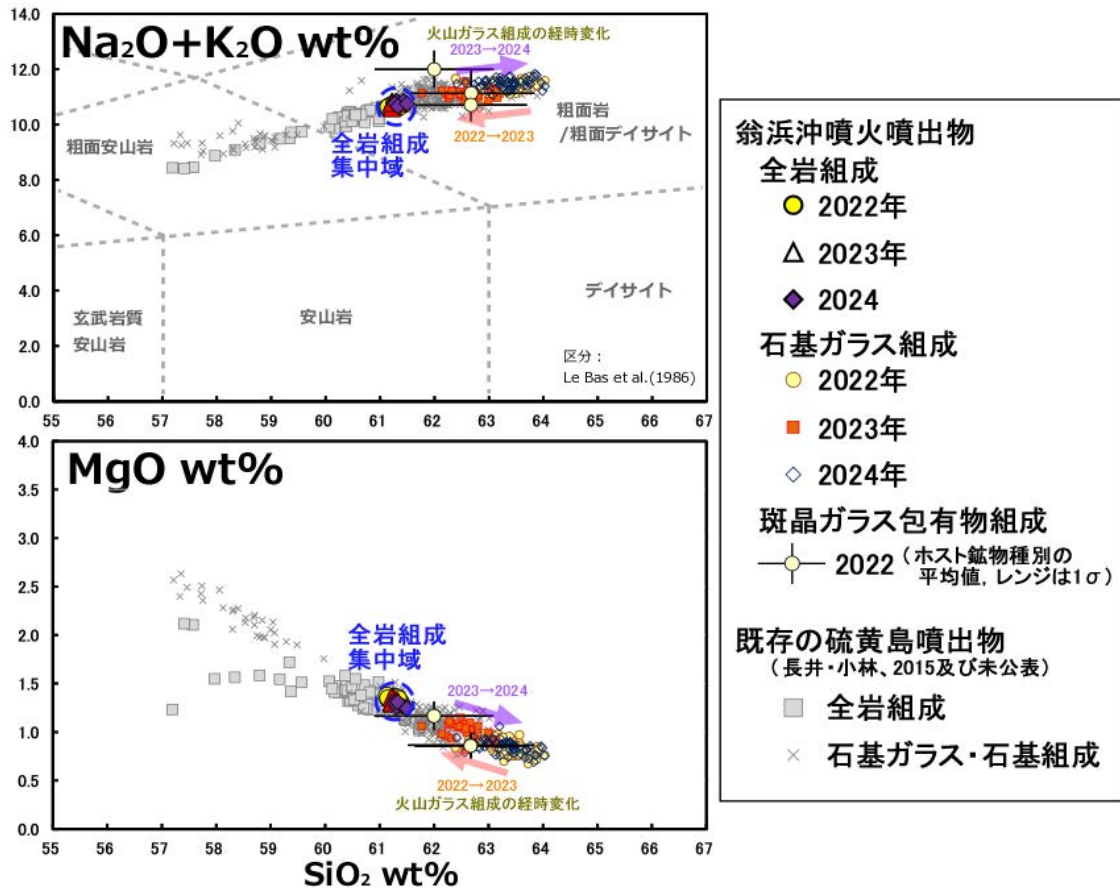 Na₂O+K₂O wt%
火山ガラス組成の経時変化
2023→2024
14.0
12.0
10.0
8.0
6.0
4.0
2.0
0.0
粗面安山岩
全岩組成
集中域
2022→2023
粗面岩
/粗面デイサイト
玄武岩質
安山岩
安山岩
デイサイト
区分：
Le Bas et al.(1986)
55 56 57 58 59 60 61 62 63 64 65 66 67
MgO wt%
4.0
3.5
3.0
2.5
2.0
1.5
1.0
0.5
0.0
全岩組成
集中域
2023→2024
2022→2023
火山ガラス組成の経時変化
55 56 57 58 59 60 61 62 63 64 65 66 67
SiO₂ wt%
翁浜沖噴火噴出物
全岩組成
2022年
2023年
2024
石基ガラス組成
2022年
2023年
2024年
斑晶ガラス包有物組成
2022（ホスト鉱物種別の
平均値，レンジは1σ）
既存の硫黄島噴出物
（長井・小林、2015及び未公表）
全岩組成
石基ガラス・石基組成